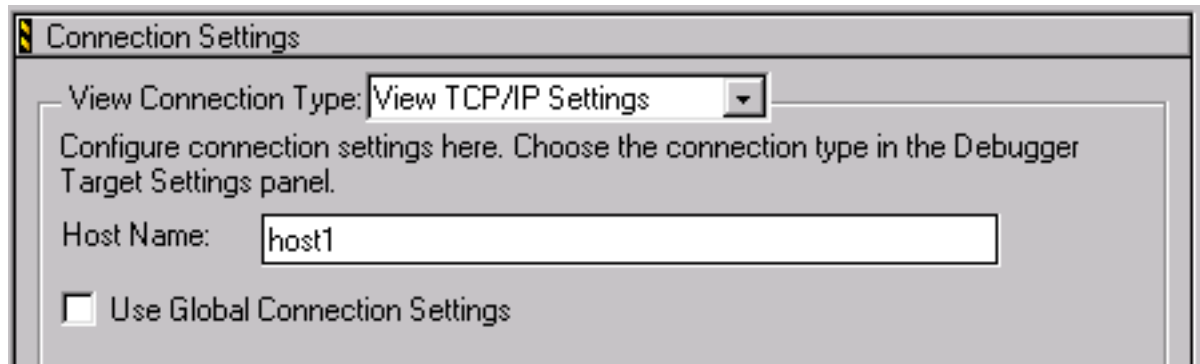 Connection Settings
View Connection Type: View TCP/IP Settings
Configure connection settings here. Choose the connection type in the Debugger
Target Settings panel.
Host Name: host1
Use Global Connection Settings